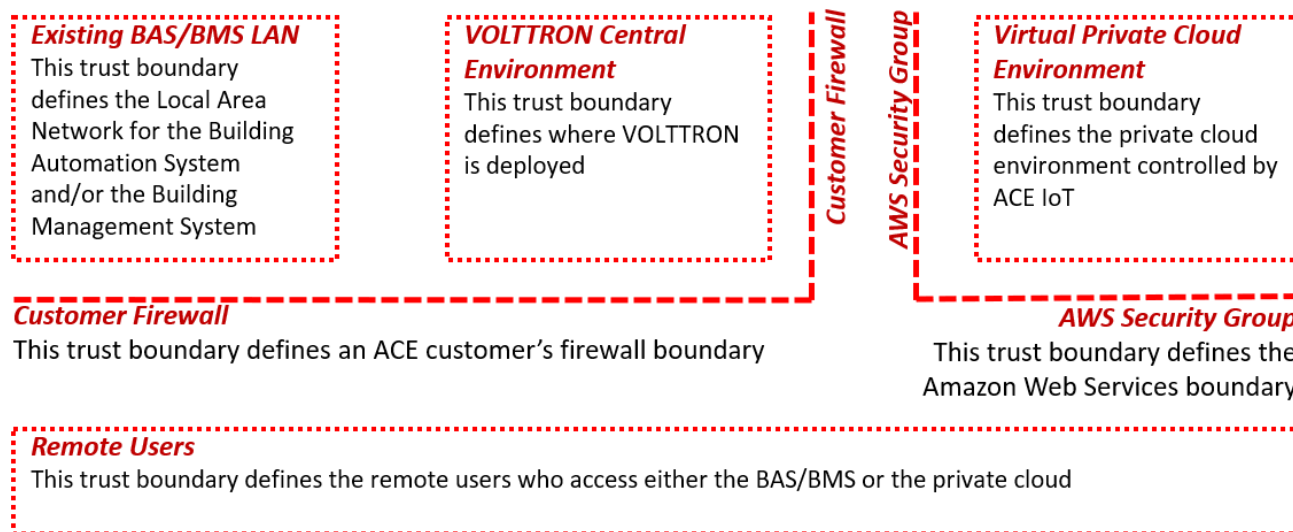 Existing BAS/BMS LAN
This trust boundary
defines the Local Area
Network for the Building
Automation System
and/or the Building
Management System
VOLTTRON Central
Environment
This trust boundary
defines where VOLTTRON
is deployed
Customer Firewall
AWS Security Group
Virtual Private Cloud
Environment
This trust boundary
defines the private cloud
environment controlled by
ACE IoT
Customer Firewall
This trust boundary defines an ACE customer’s firewall boundary
AWS Security Group
This trust boundary defines the
Amazon Web Services boundary
Remote Users
This trust boundary defines the remote users who access either the BAS/BMS or the private cloud